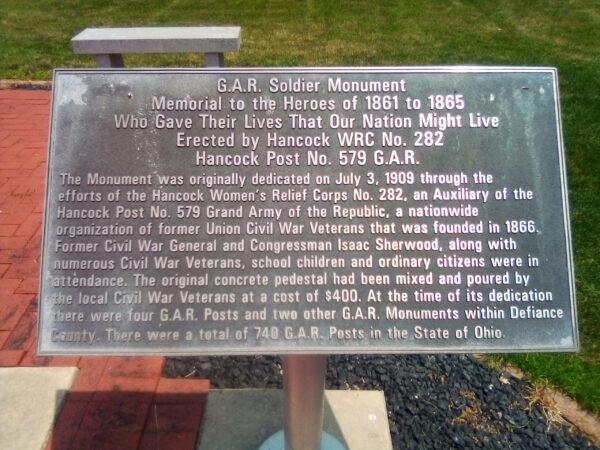 G.A.R. Soldier Monument
Memorial to the Heroes of 1861 to 1865
Who Gave Their Lives That Our Nation Might Live
Erected by Hancock WRC No. 282
Hancock Post No. 579 G.A.R.
The Monument was originally dedicated on July 3, 1909 through the
efforts of the Hancock Women's Relief Corps No. 282, an Auxiliary of the
Hancock Post No. 579 Grand Army of the Republic, a nationwide
organization of former Union Civil War Veterans that was founded in 1866.
Former Civil War General and Congressman Isaac Sherwood, along with
numerous Civil War Veterans, school children and ordinary citizens were in
attendance. The original concrete pedestal had been mixed and poured by
the local Civil War Veterans at a cost of $400. At the time of its dedication
there were four G.A.R. Posts and two other G.A.R. Monuments within Defiance
County. There were a total of 740 G.A.R. Posts in the State of Ohio.